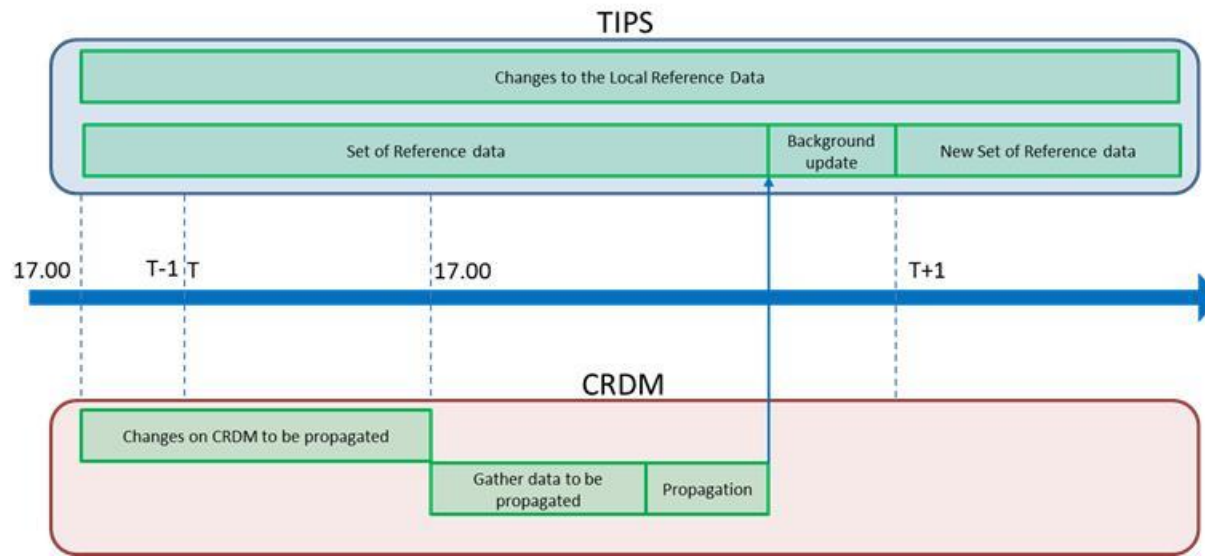 TIPS
Changes to the Local Reference Data
Set of Reference data
Background
update
New Set of Reference data
17.00
T-1
T
17.00
T+1
CRDM
Changes on CRDM to be propagated
Gather data to be
propagated
Propagation